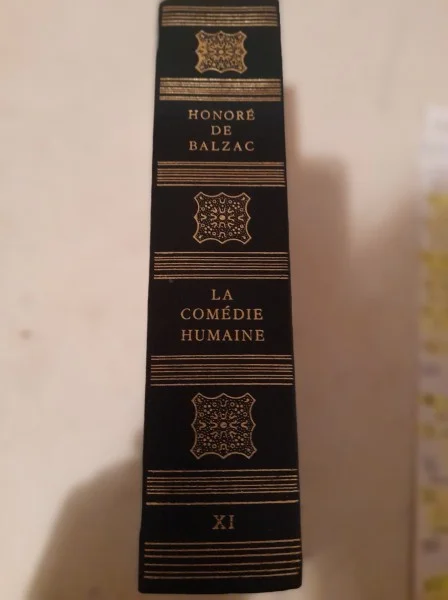 HONORÉ
DE
BALZAC
LA
COMÉDIE
HUMAINE
XI